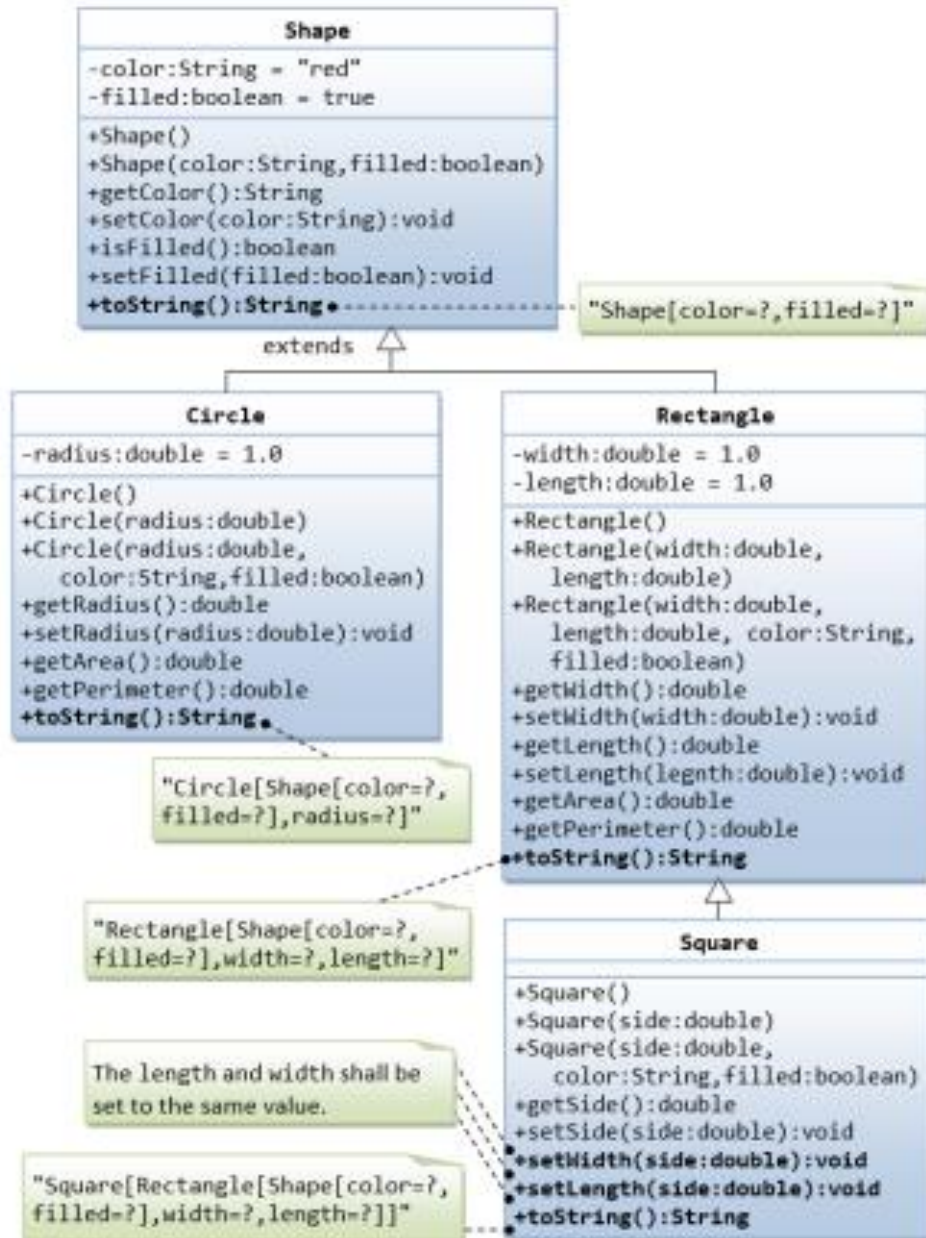 Shape
-color:String = "red"
-filled:boolean = true
+Shape()
+Shape(color:String,filled:boolean)
+getColor():String
+setColor(color:String):void
+isFilled():boolean
+setFilled(filled:boolean):void
+toString():String
"Shape[color=?,filled=?]"
extends
Circle
-radius:double = 1.0
+Circle()
+Circle(radius:double)
+Circle(radius:double,
color:String,filled:boolean)
+getRadius():double
+setRadius(radius:double):void
+getArea():double
+getPerimeter():double
+toString():String
"Circle[Shape[color=?,
filled=?],radius=?]"
Rectangle
-width:double = 1.0
-length:double = 1.0
+Rectangle()
+Rectangle(width:double,
length:double)
+Rectangle(width:double,
length:double, color:String,
filled:boolean)
+getWidth():double
+setWidth(width:double):void
+getLength():double
+setLength(legnth:double):void
+getArea():double
+getPerimeter():double
+toString():String
"Rectangle[Shape[color=?,
filled=?],width=?,length=?]"
Square
+Square()
+Square(side:double)
+Square(side:double,
color:String,filled:boolean)
+getSide():double
+setSide(side:double):void
+setWidth(side:double):void
+setLength(side:double):void
+toString():String
The length and width shall be
set to the same value.
"Square[Rectangle[Shape[color=?,
filled=?],width=?,length=?]]"